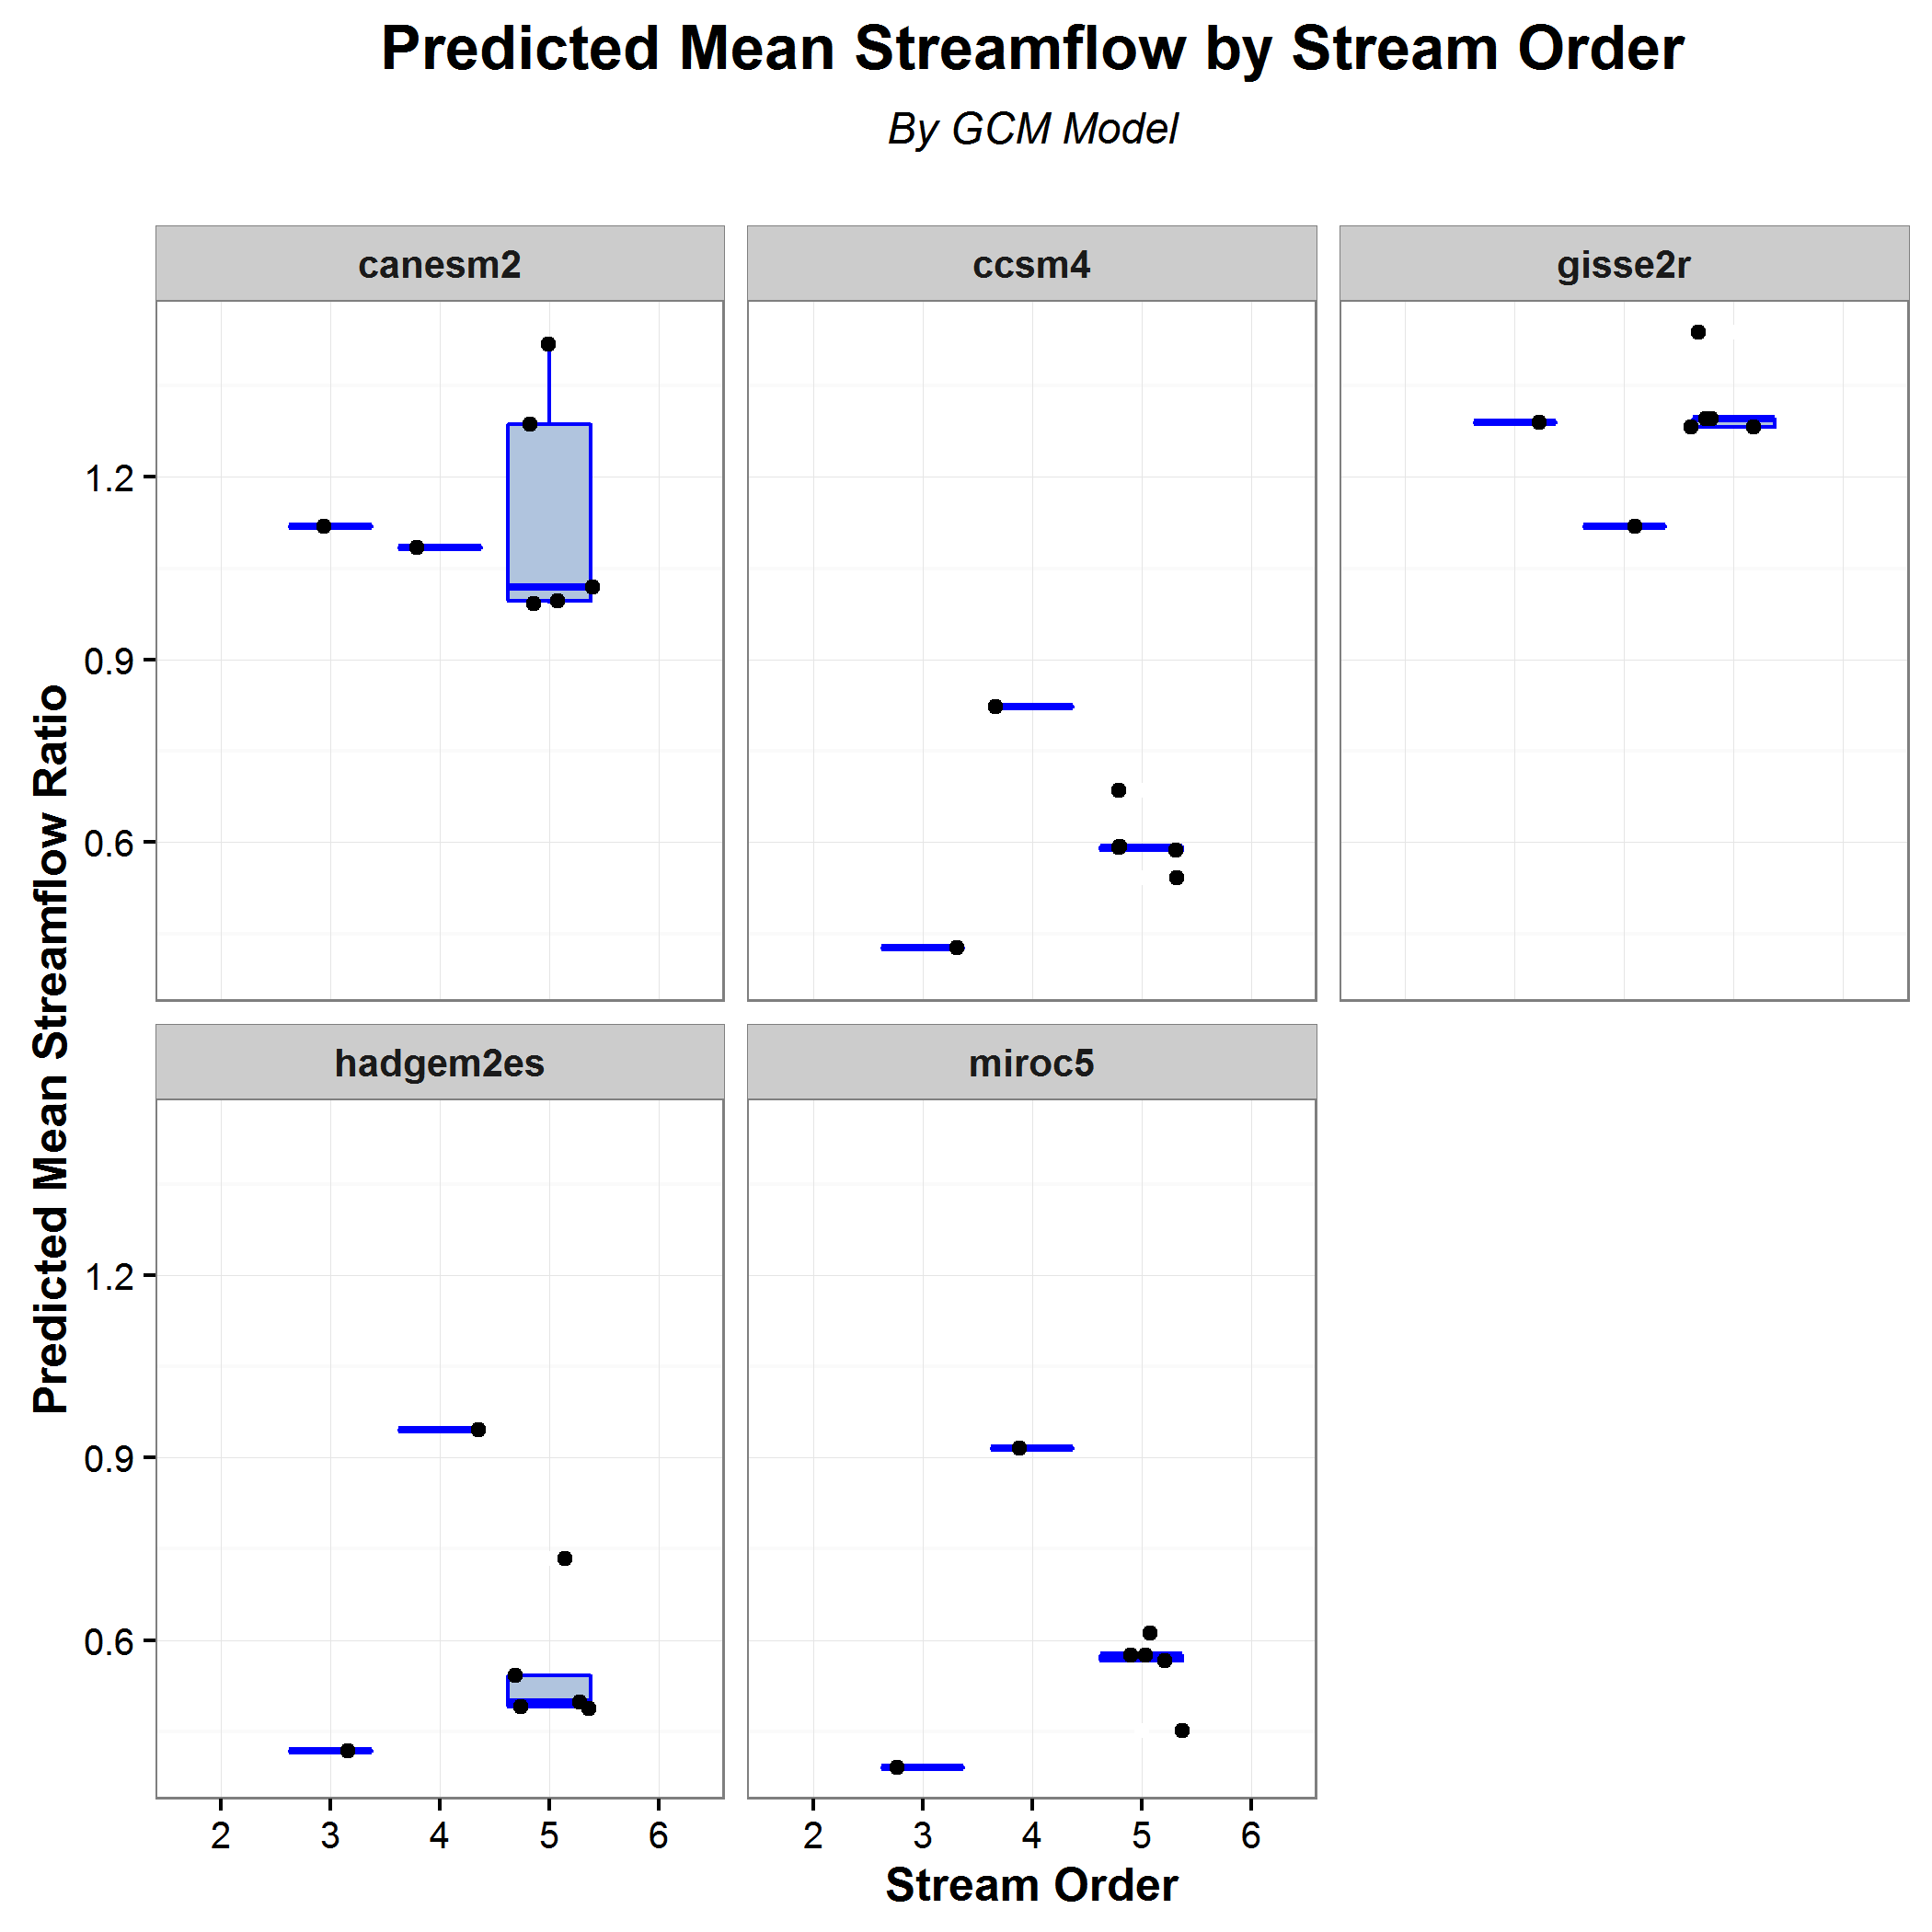 Predicted Mean Streamflow by Stream Order
By GCM Model
canesm2
ccsm4
gisse2r
1.2
0.9
0.6
Predicted Mean Streamflow Ratio
hadgem2es
miroc5
1.2
0.9
0.6
2 3 4 5 6
2 3 4 5 6
Stream Order